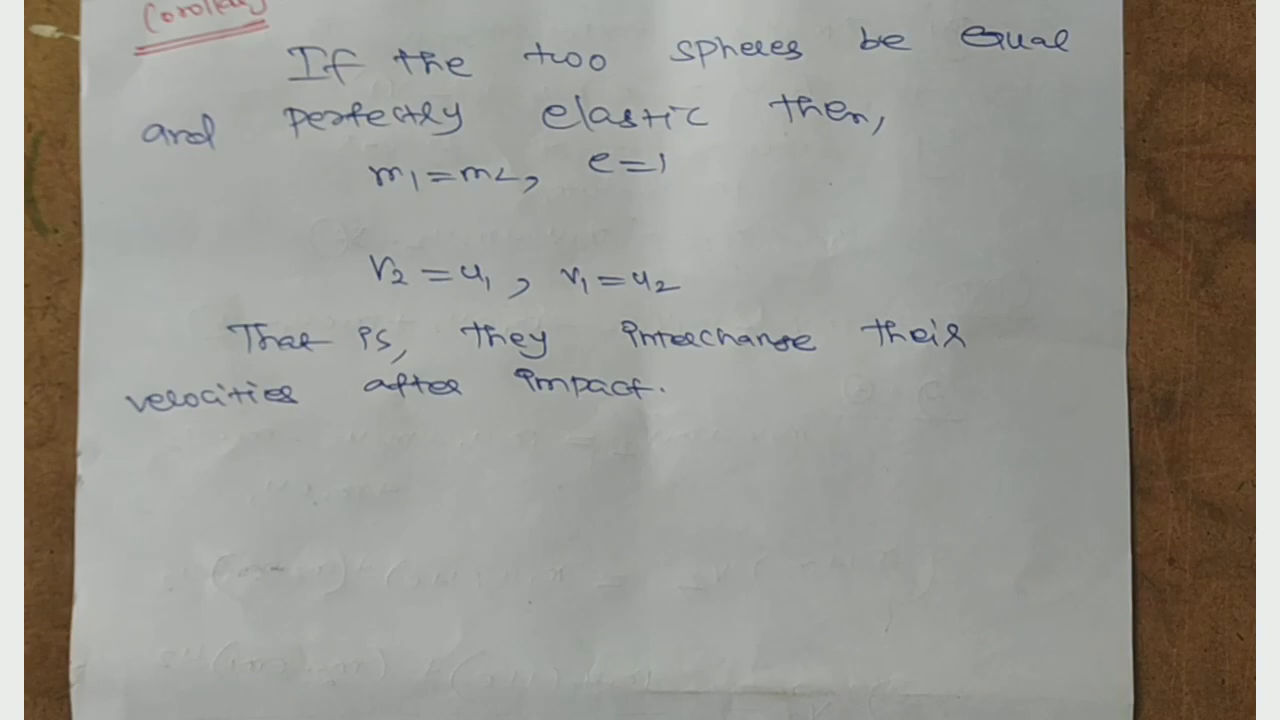 Corollary
If the two spheres be equal
and perfectly elastic then,
m₁=m₂, e=1
v₂=u₁, v₁=u₂
That is, they interchange their
velocities after impact.